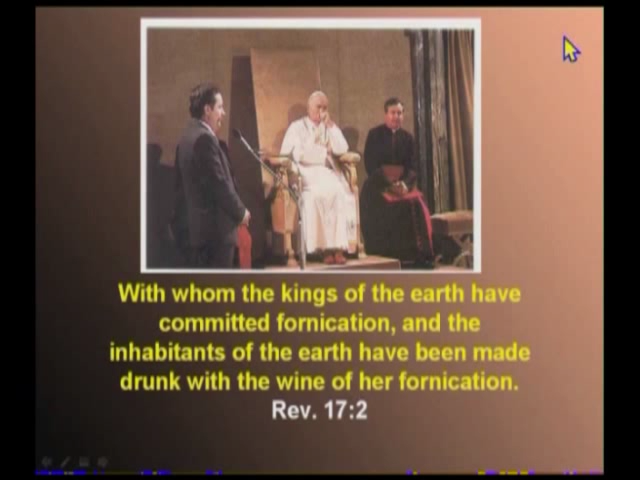 With whom the kings of the earth have
committed fornication, and the
inhabitants of the earth have been made
drunk with the wine of her fornication.
Rev. 17:2